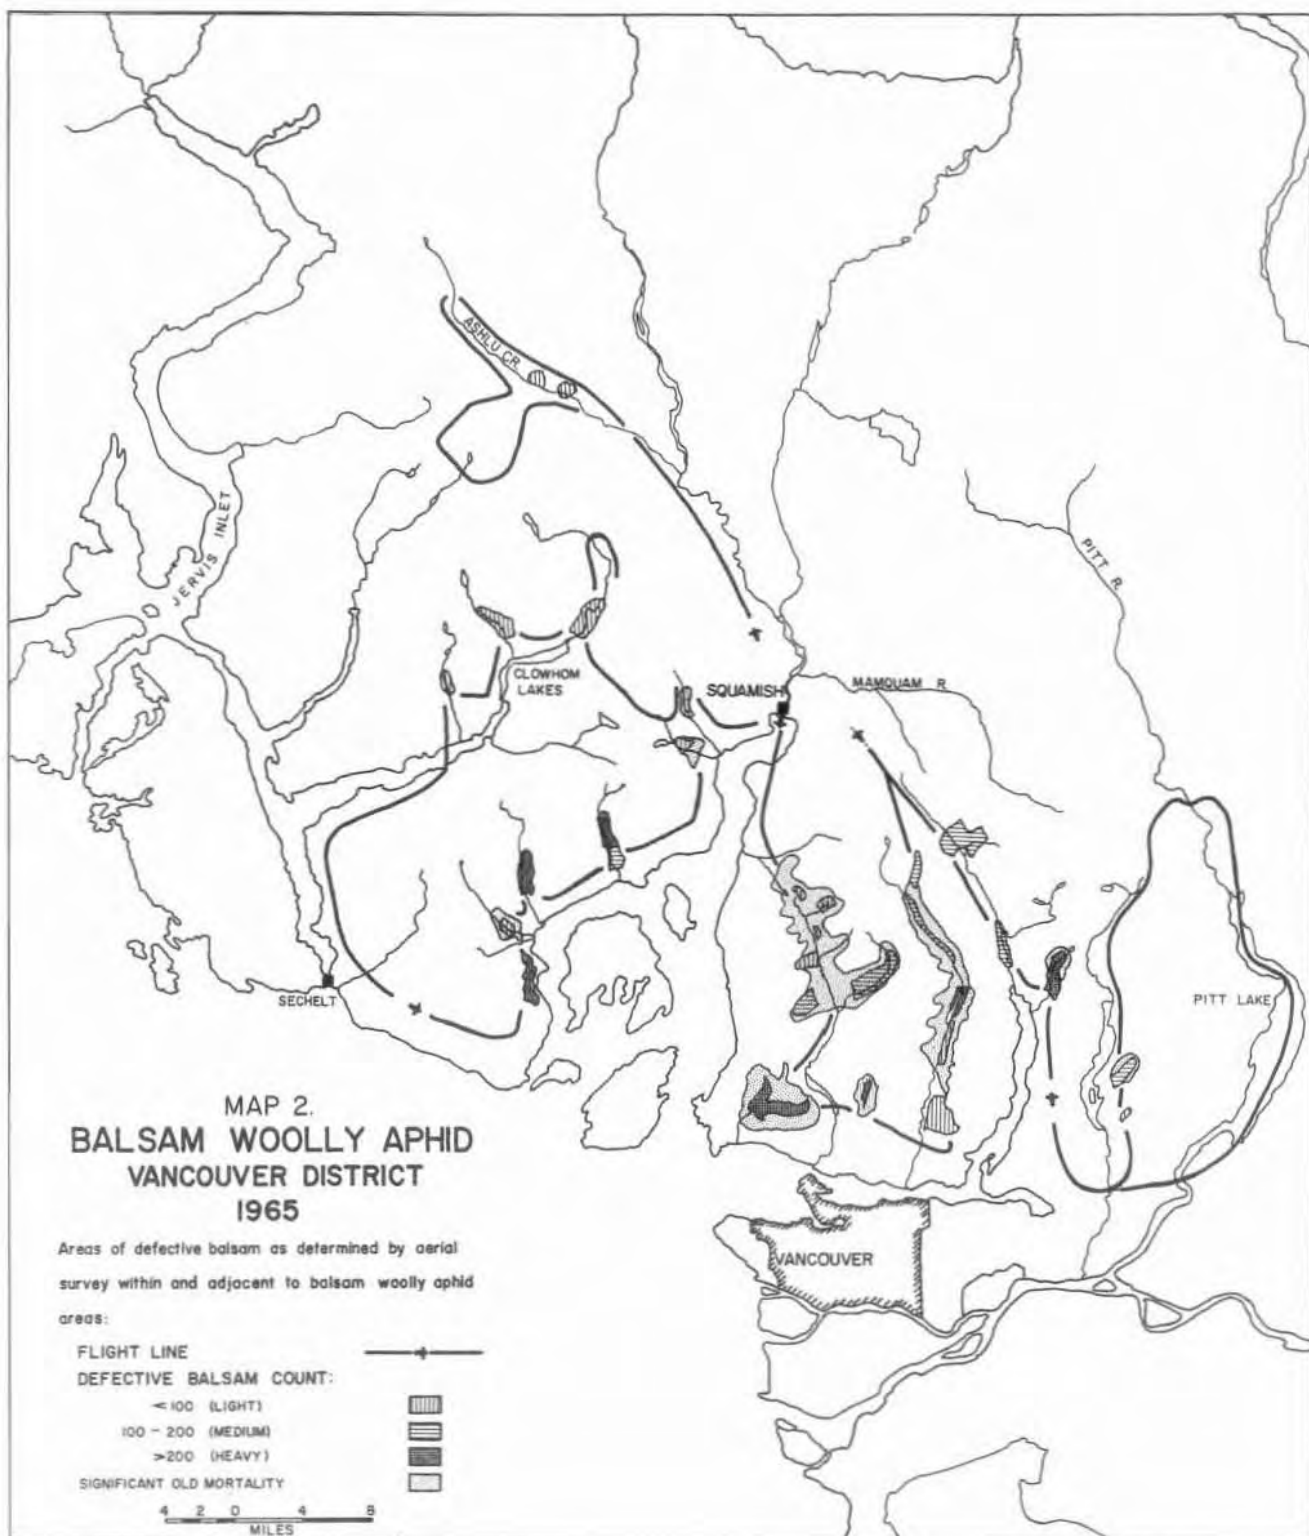 ASHLU CR.
JERVIS INLET
PITT R
CLOWHOM
LAKES
SQUAMISH
MAMQUAM R
SECHELT
PITT LAKE
VANCOUVER
MAP 2.
BALSAM WOOLLY APHID
VANCOUVER DISTRICT
1965
Areas of defective balsam as determined by aerial
survey within and adjacent to balsam woolly aphid
areas:
FLIGHT LINE
DEFECTIVE BALSAM COUNT:
<100 (LIGHT)
100 - 200 (MEDIUM)
>200 (HEAVY)
SIGNIFICANT OLD MORTALITY
4 2 0 4 8
MILES